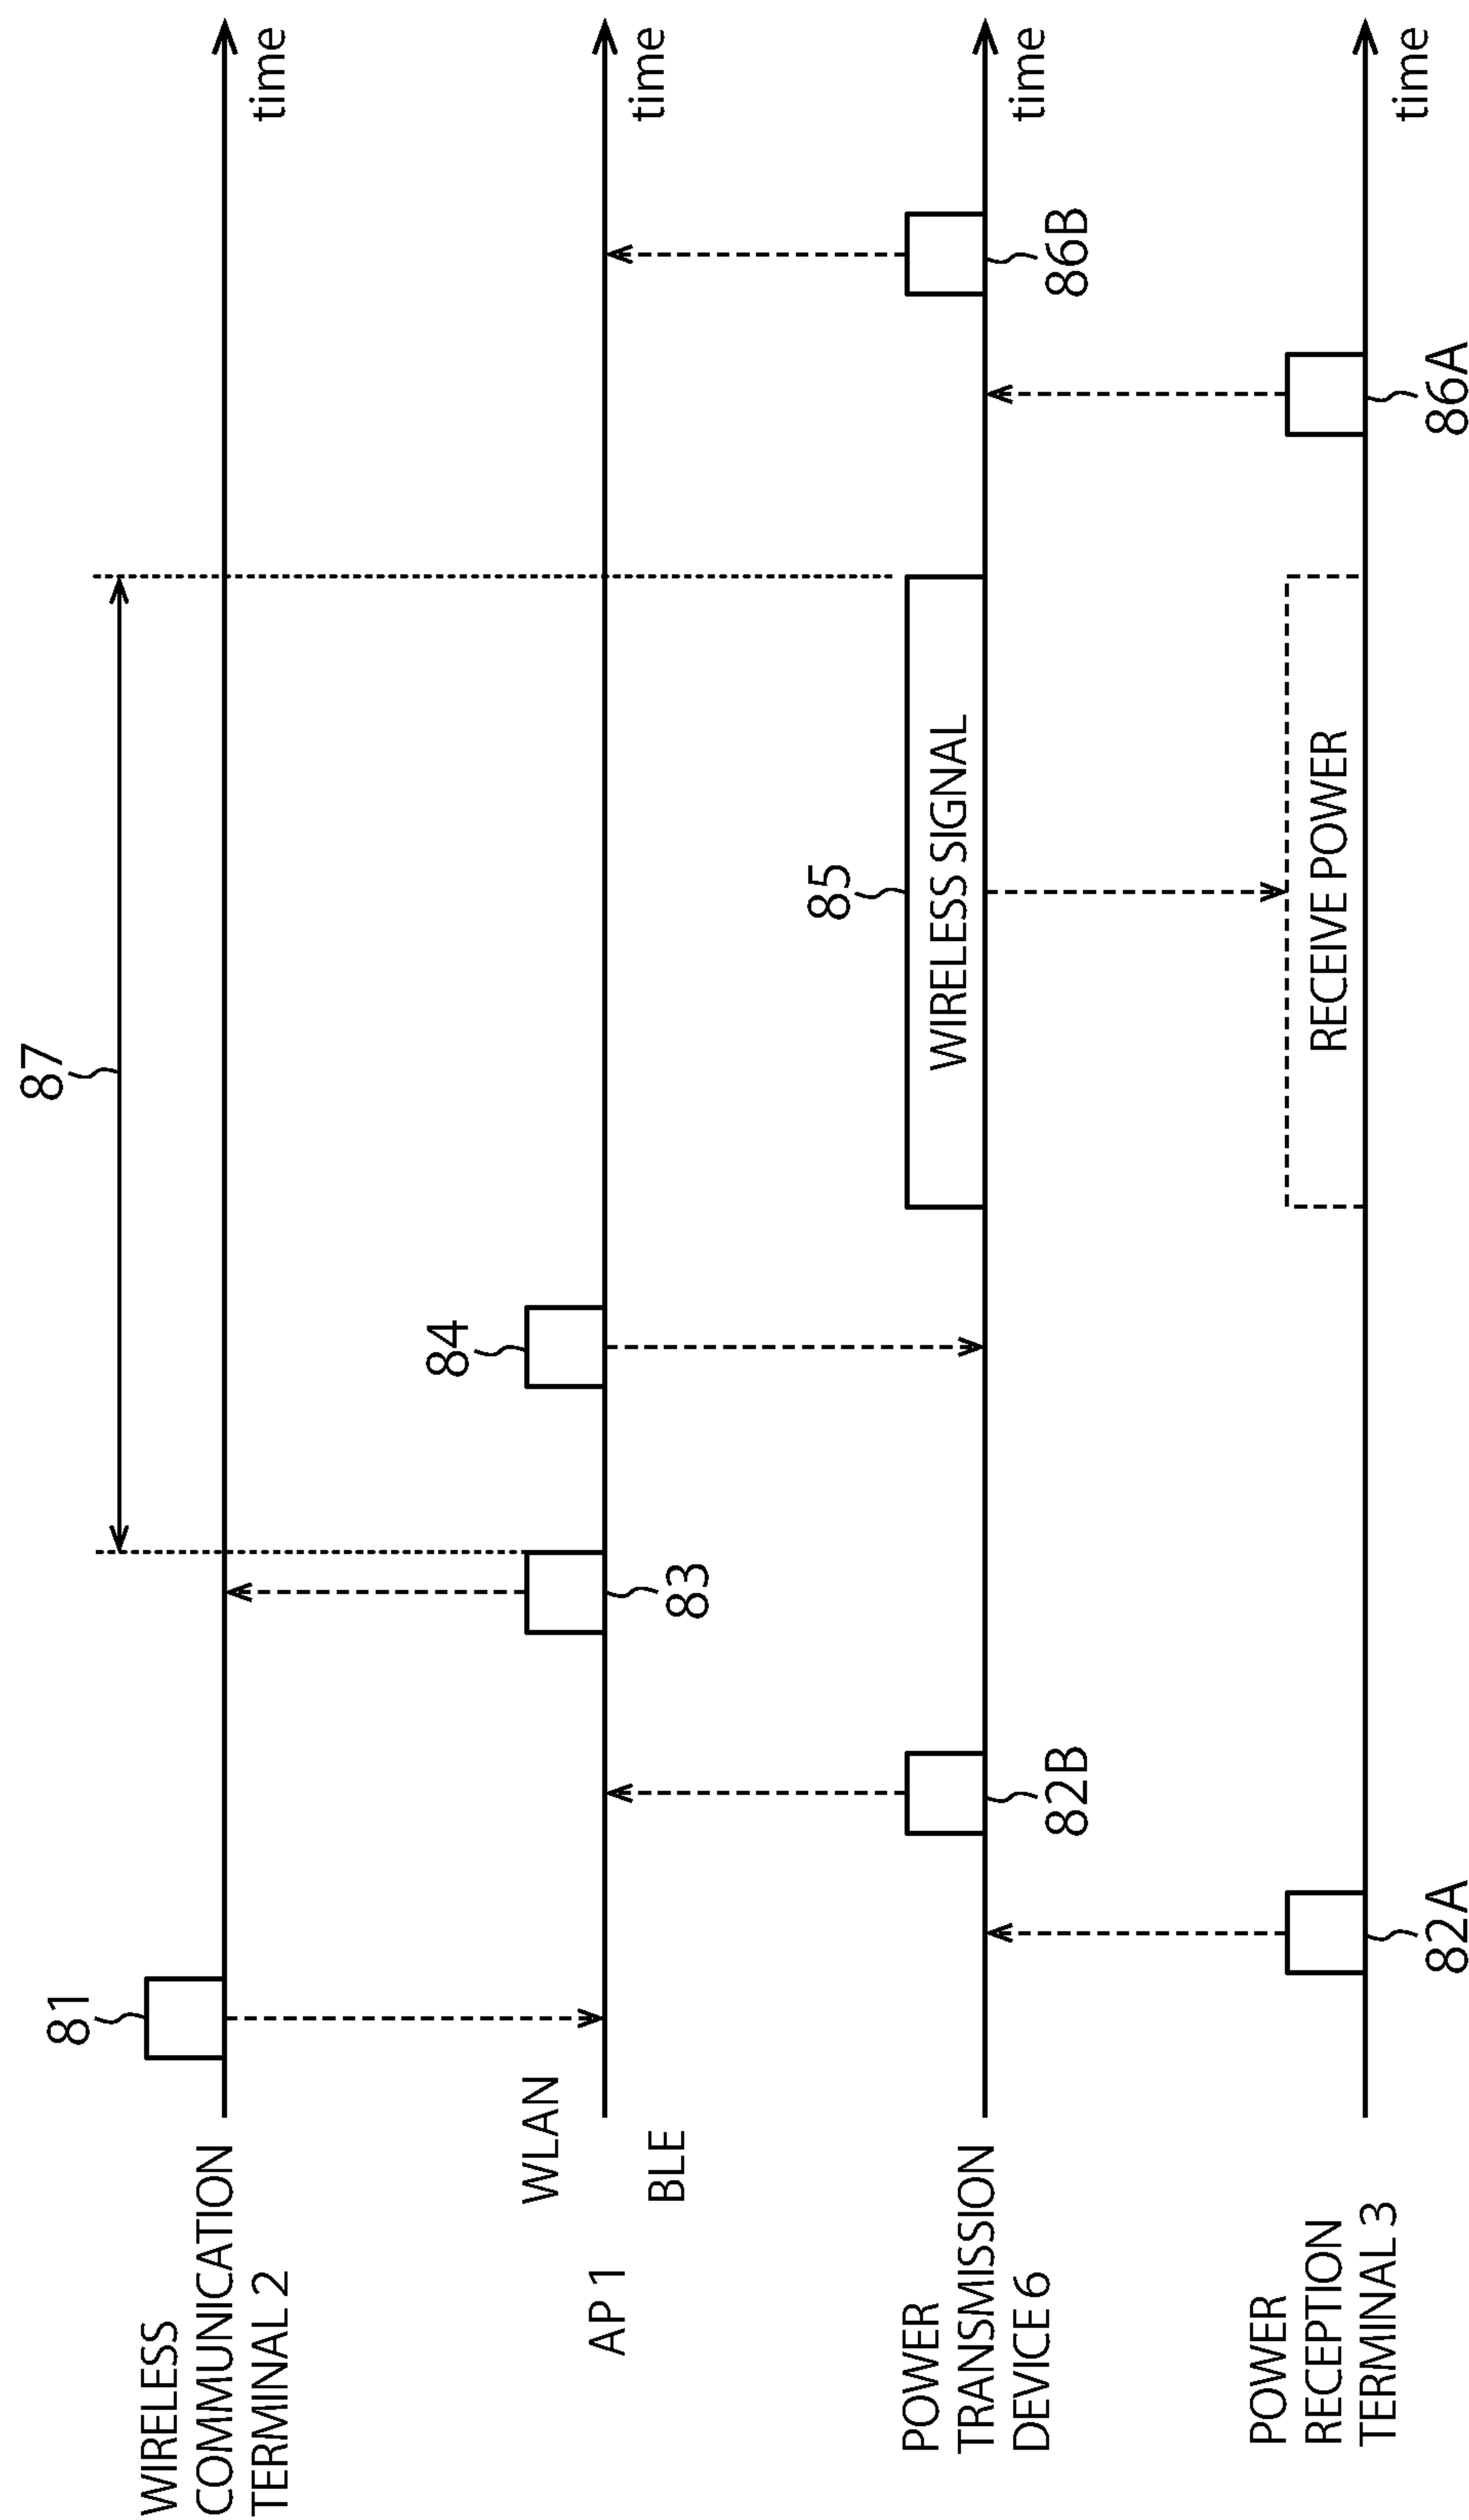 87
81
WIRELESS
COMMUNICATION
TERMINAL 2
time
84
WLAN
AP 1
BLE
83
time
85
POWER
TRANSMISSION
DEVICE 6
WIRELESS SIGNAL
82B
86B
time
POWER
RECEPTION
TERMINAL 3
RECEIVE POWER
82A
86A
time